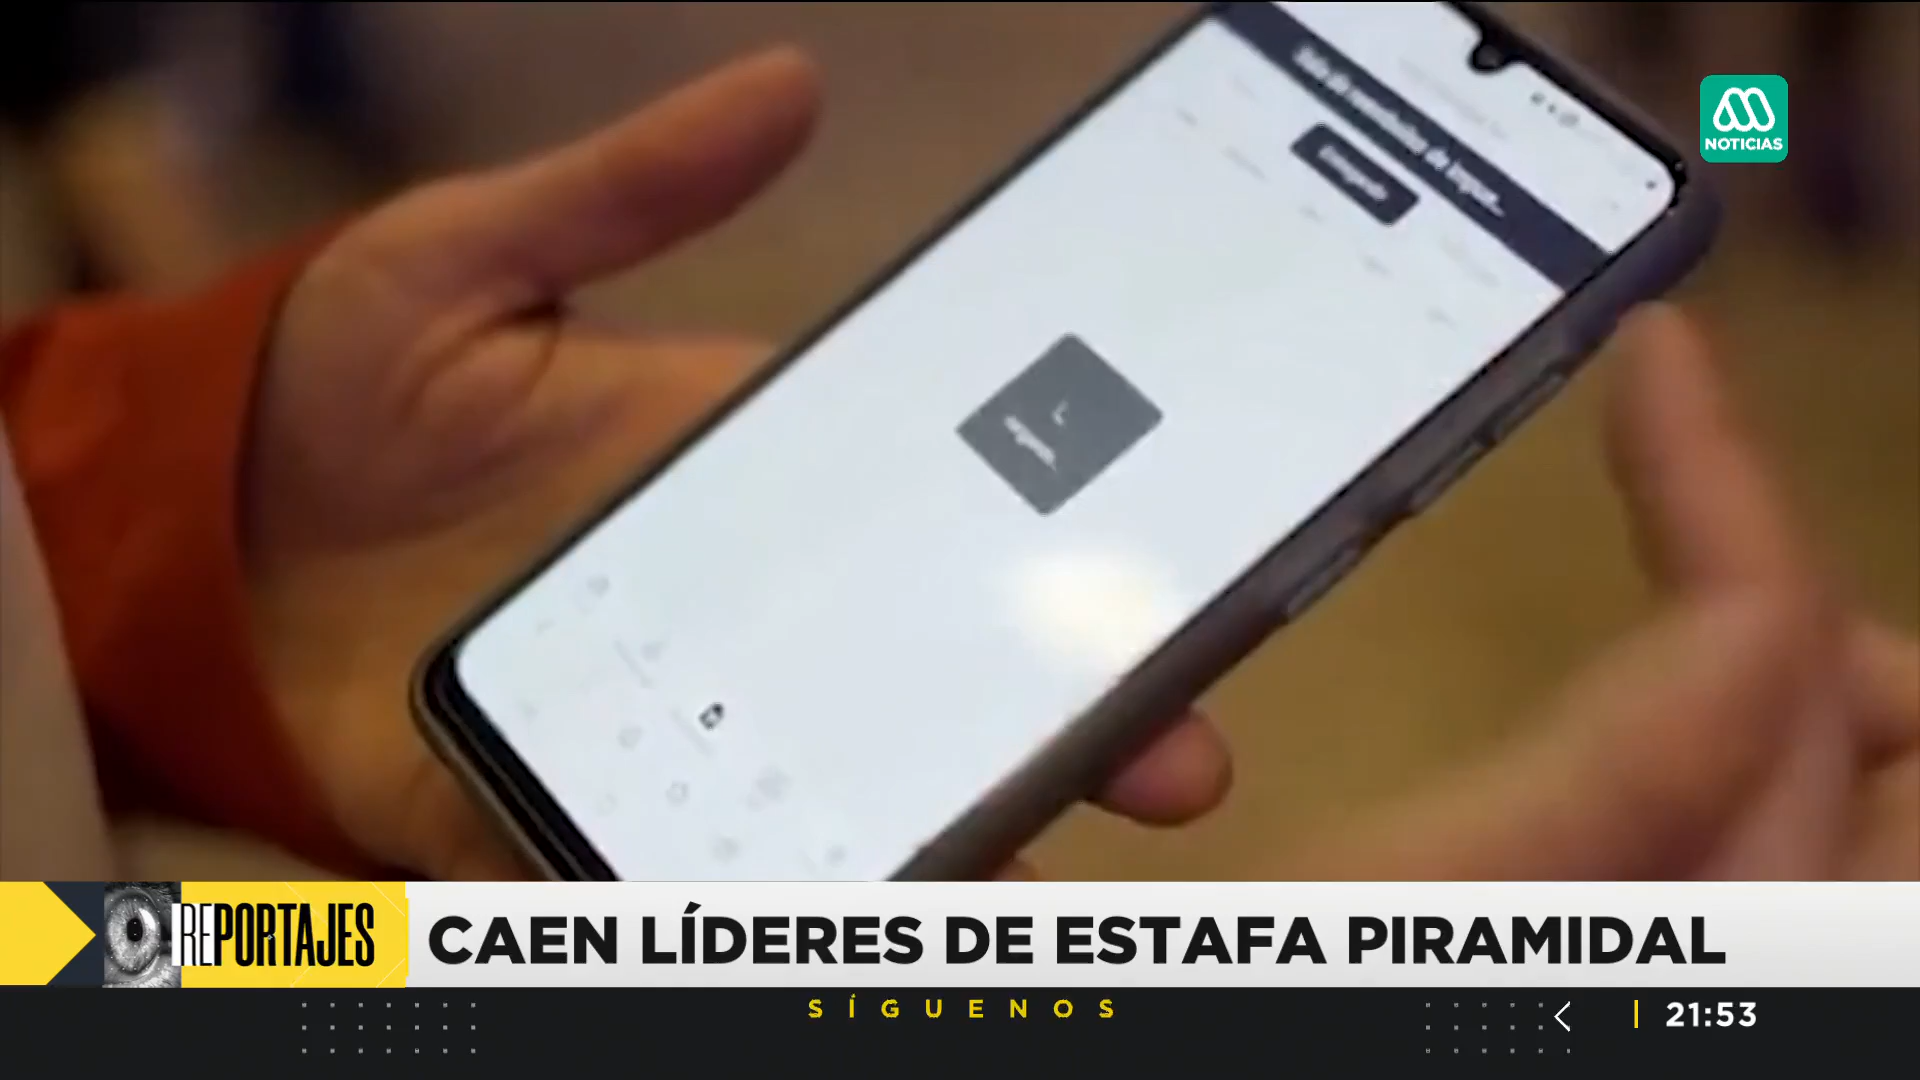 NOTICIAS
REPORTAJES
CAEN LÍDERES DE ESTAFA PIRAMIDAL
SÍGUENOS
21:53